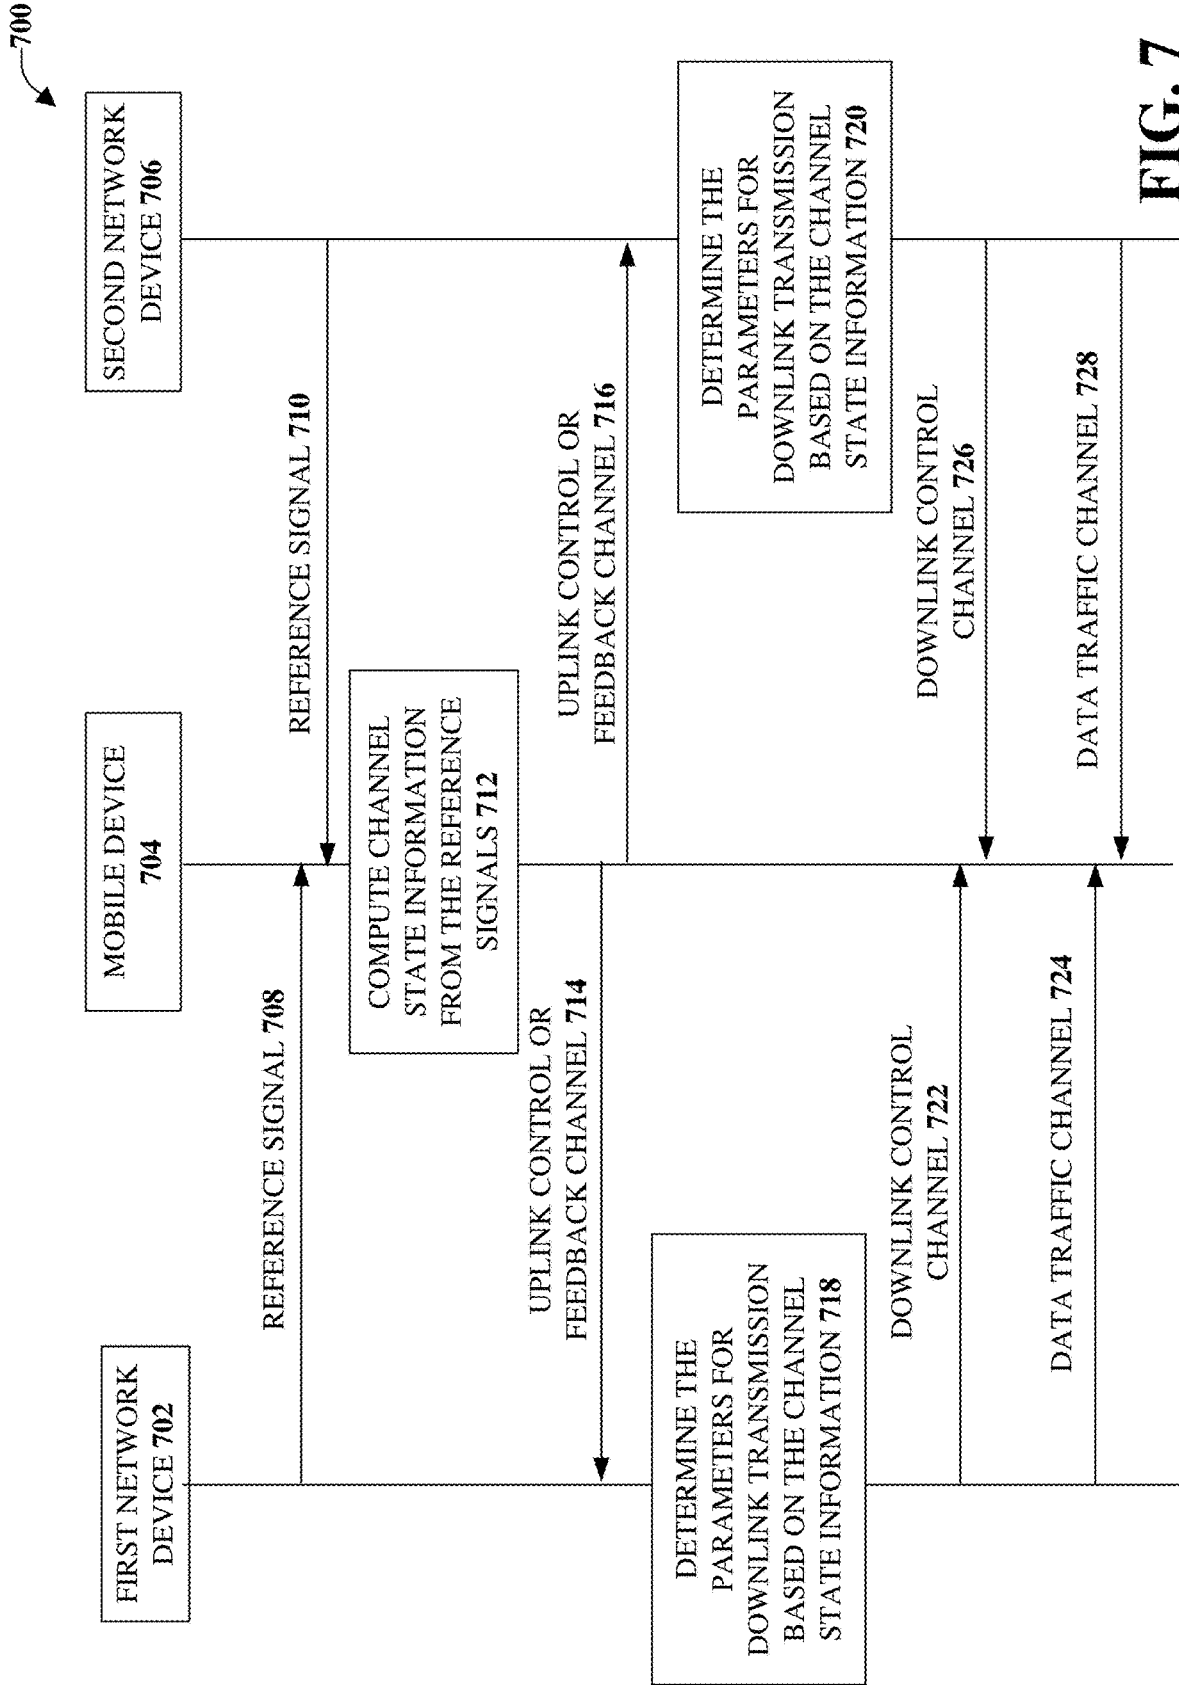 700
FIRST NETWORK
DEVICE 702
MOBILE DEVICE
704
SECOND NETWORK
DEVICE 706
REFERENCE SIGNAL 708
REFERENCE SIGNAL 710
COMPUTE CHANNEL
STATE INFORMATION
FROM THE REFERENCE
SIGNALS 712
UPLINK CONTROL OR
FEEDBACK CHANNEL 714
UPLINK CONTROL OR
FEEDBACK CHANNEL 716
DETERMINE THE
PARAMETERS FOR
DOWNLINK TRANSMISSION
BASED ON THE CHANNEL
STATE INFORMATION 718
DETERMINE THE
PARAMETERS FOR
DOWNLINK TRANSMISSION
BASED ON THE CHANNEL
STATE INFORMATION 720
DOWNLINK CONTROL
CHANNEL 722
DOWNLINK CONTROL
CHANNEL 726
DATA TRAFFIC CHANNEL 724
DATA TRAFFIC CHANNEL 728
FIG. 7